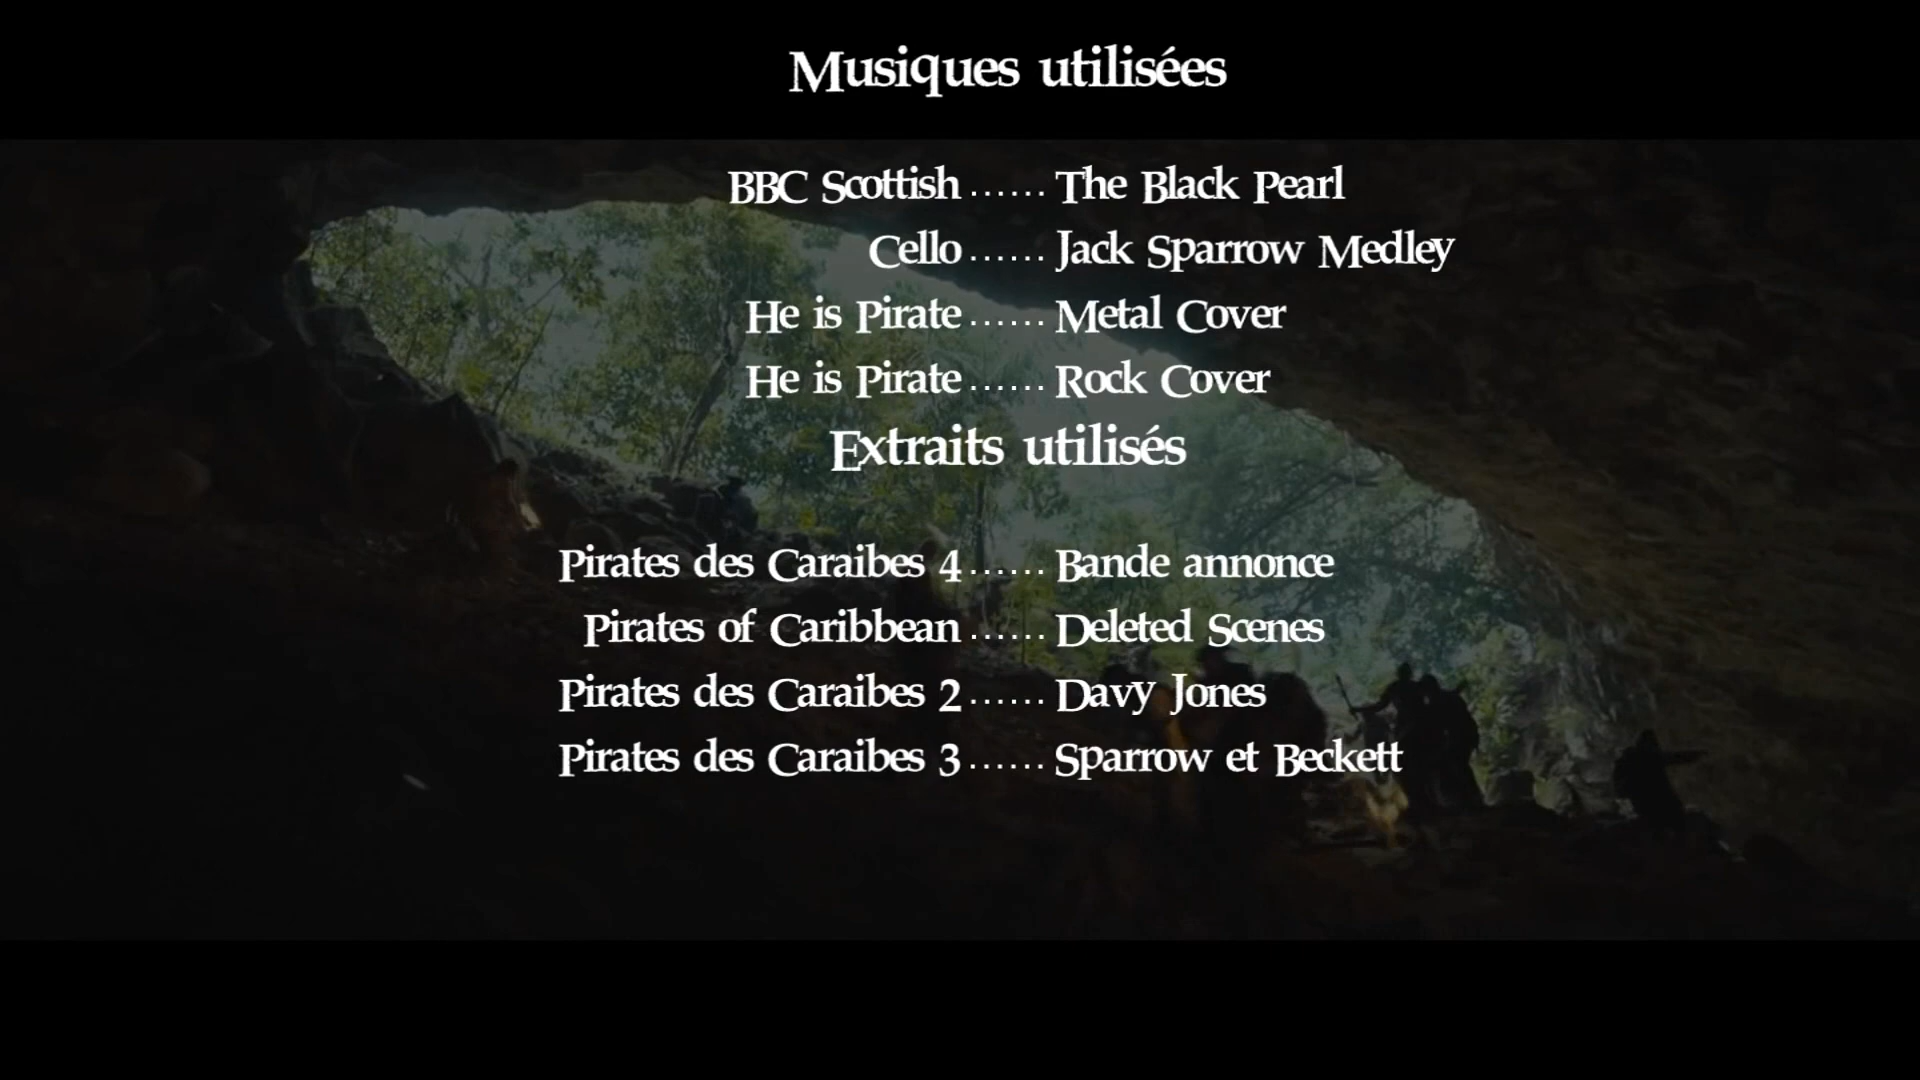 Musiques utilisées
BBC Scottish ...... The Black Pearl
Cello ...... Jack Sparrow Medley
He is Pirate ...... Metal Cover
He is Pirate ...... Rock Cover
Extraits utilisés
Pirates des Caraibes 4 ...... Bande annonce
Pirates of Caribbean ...... Deleted Scenes
Pirates des Caraibes 2 ...... Davy Jones
Pirates des Caraibes 3 ...... Sparrow et Beckett